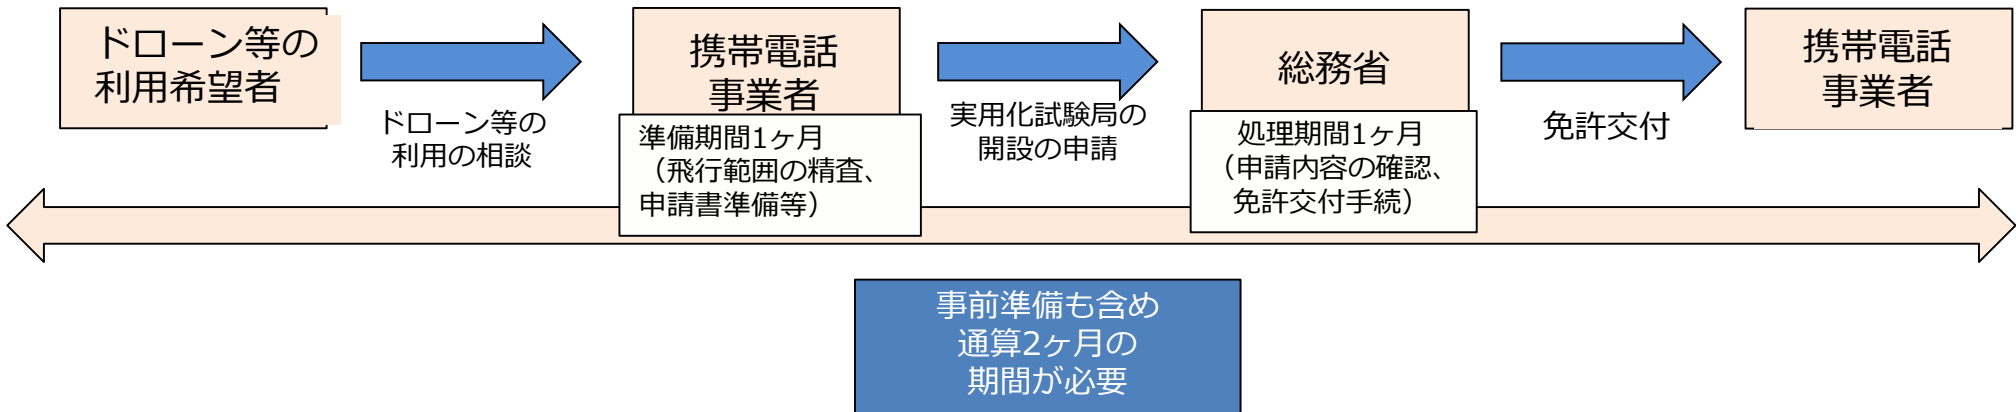 ドローン等の
利用希望者
ドローン等の
利用の相談
携帯電話
事業者
準備期間1ヶ月
（飛行範囲の精査、
申請書準備等）
実用化試験局の
開設の申請
総務省
処理期間1ヶ月
（申請内容の確認、
免許交付手続）
免許交付
携帯電話
事業者
事前準備も含め
通算2ヶ月の
期間が必要